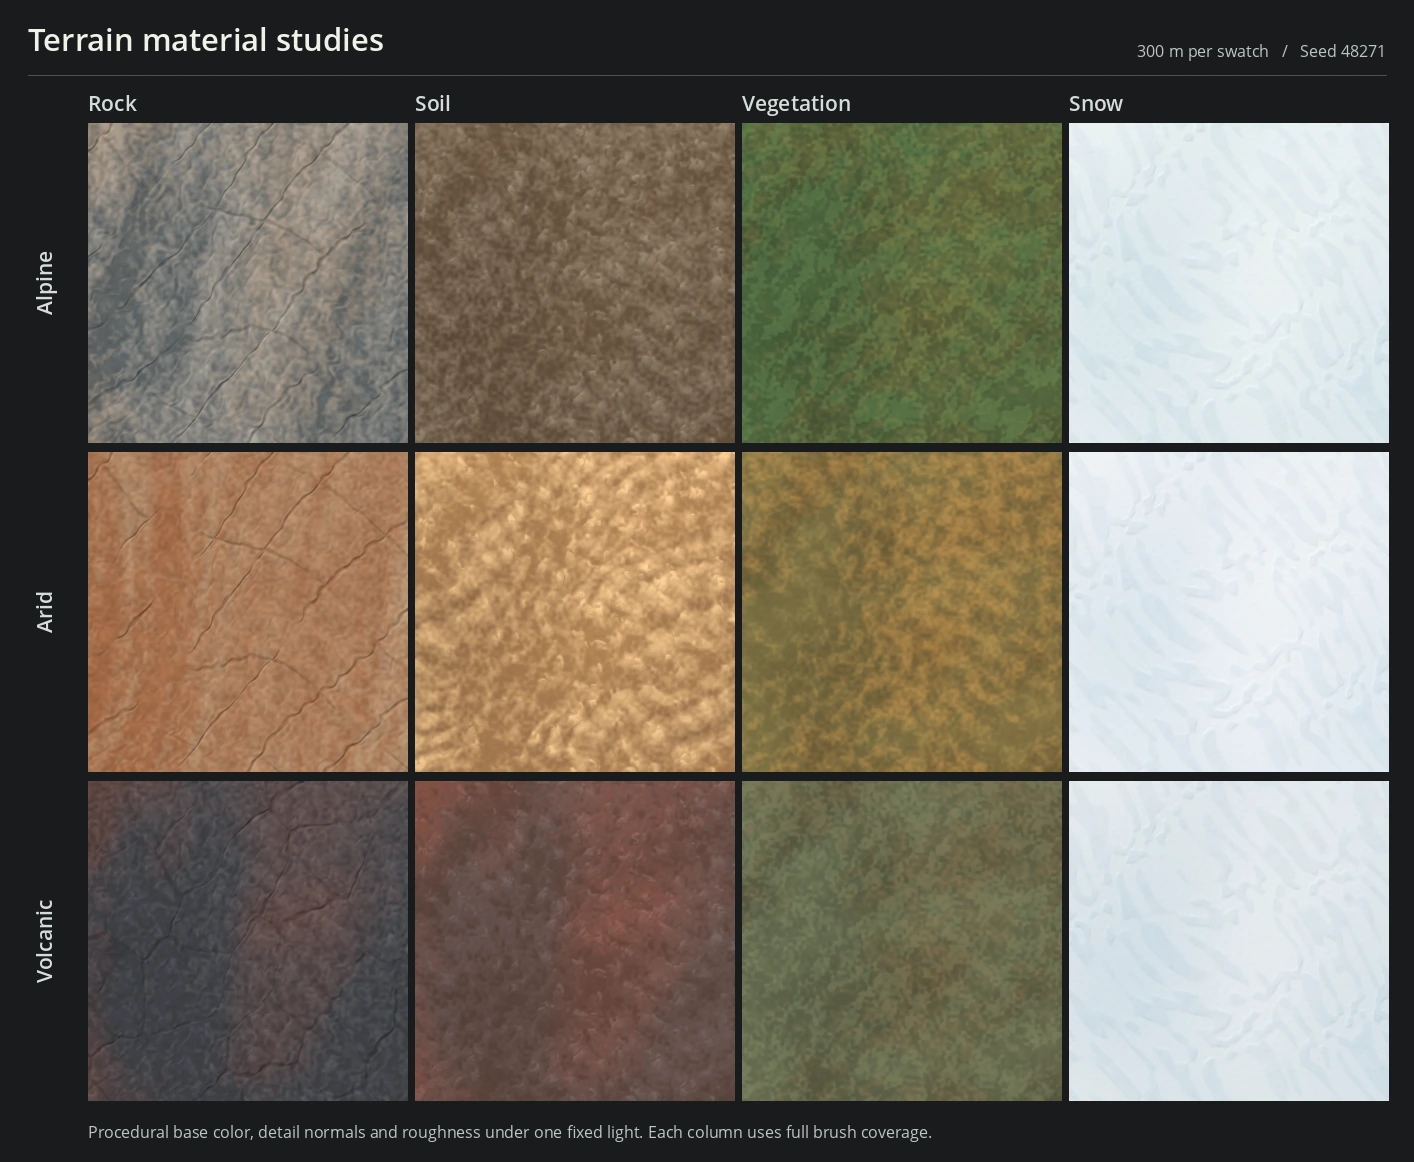 Terrain material studies
300 m per swatch / Seed 48271
Rock Soil Vegetation Snow
Alpine
Arid
Volcanic
Procedural base color, detail normals and roughness under one fixed light. Each column uses full brush coverage.